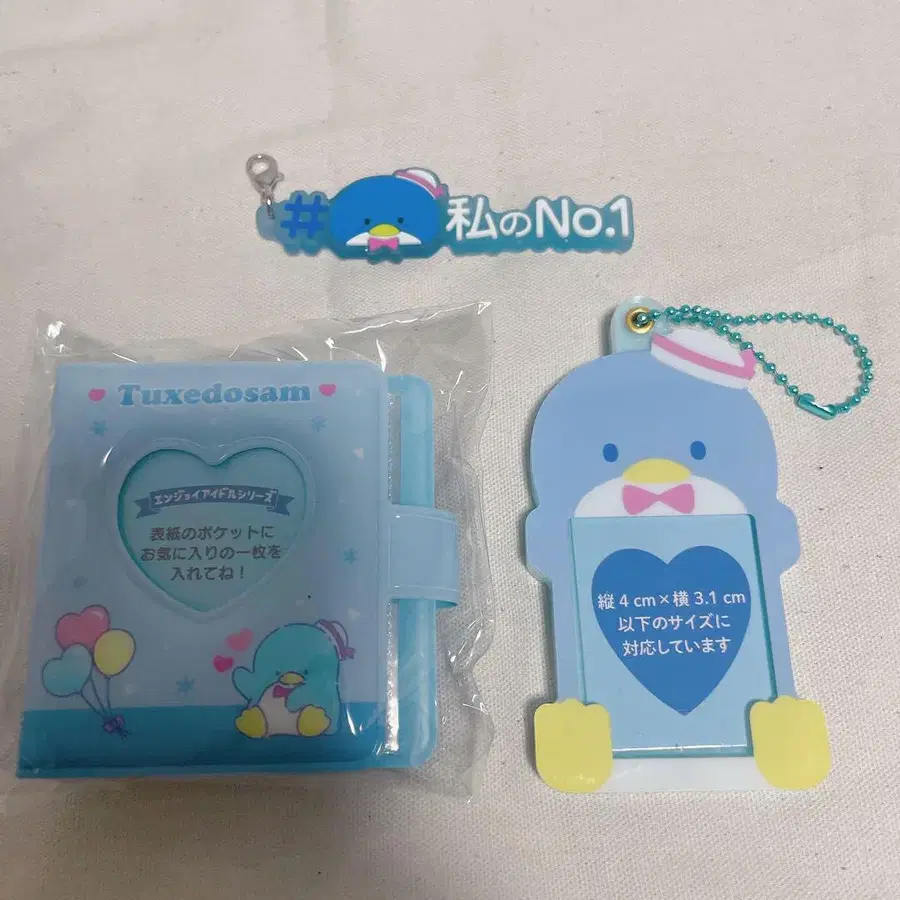 #私のNo.1
Tuxedosam
エンジョイアイドルシリーズ
表紙のポケットに
お気に入りの一枚を
入れてね！
縦4cm×横3.1cm
以下のサイズに
対応しています